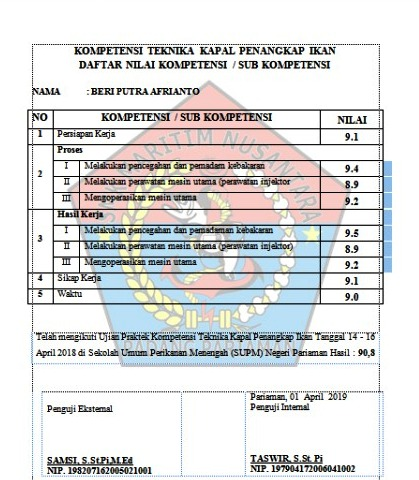 KOMPETENSI TEKNIKA KAPAL PENANGKAP IKAN
DAFTAR NILAI KOMPETENSI / SUB KOMPETENSI
NAMA : BERI PUTRA AFRIANTO
NO KOMPETENSI / SUB KOMPETENSI NILAI
1 Persiapan Kerja 9.1
2 Proses
I Melakukan pencegahan dan pemadam kebakaran 9.4
II Melakukan perawatan mesin utama (perawatan injektor 8.9
III Mengoperasikan mesin utama 9.2
3 Hasil Kerja
I Melakukan pencegahan dan pemadaman kebakaran 9.5
II Melakukan perawatan mesin utama (perawatan injektor) 8.9
III Mengoperasikan mesin utama 9.2
4 Sikap Kerja 9.1
5 Waktu 9.0
Telah mengikuti Ujian Praktek Kompetensi Teknika Kapal Penangkap Ikan Tanggal 14 - 16
April 2018 di Sekolah Umum Perikanan Menengah (SUPM) Negeri Pariaman Hasil : 90,8
Pariaman, 01 April 2019
Penguji Eksternal Penguji Internal
SAMSI, S.St.Pi,M.Ed TASWIR, S.St. Pi
NIP. 198207162005021001 NIP. 197904172006041002
MARITIM NUSANTARA
PADANG PARIAMAN